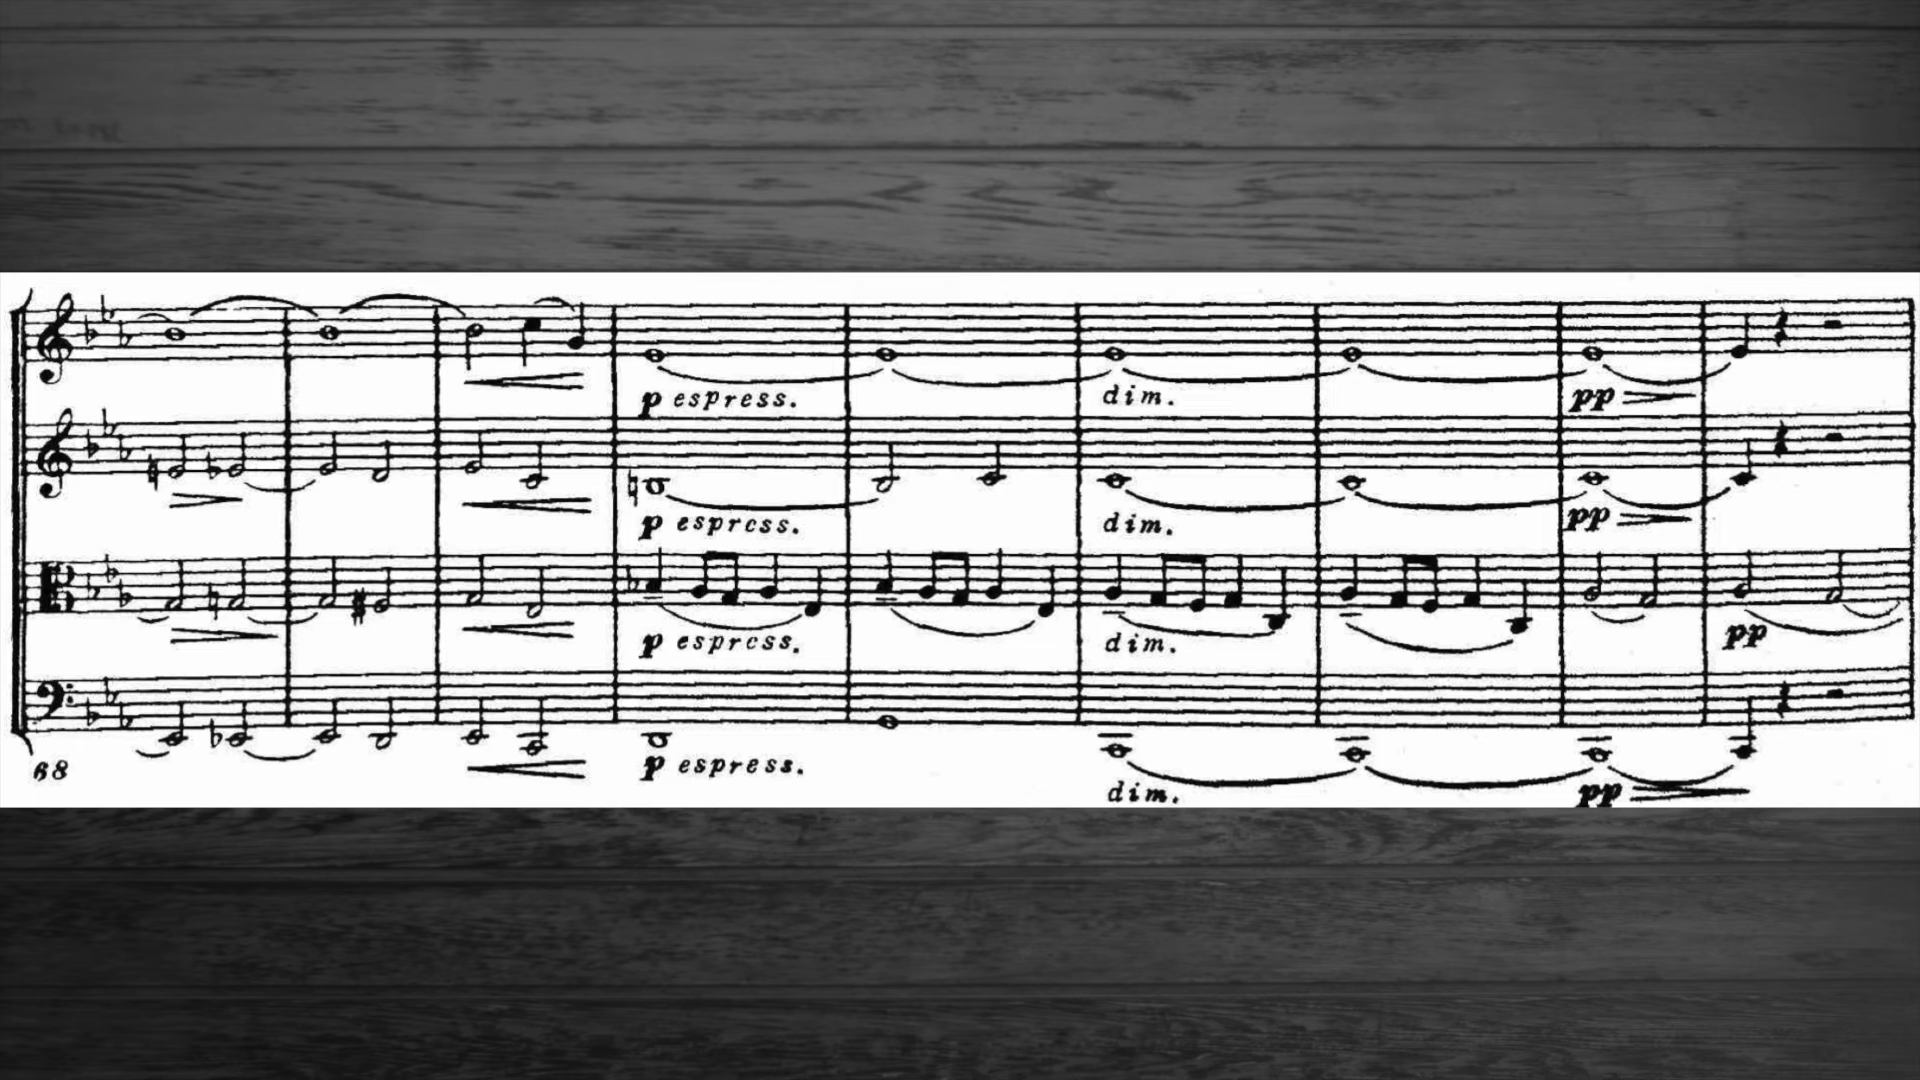 p espress.
dim.
pp
p espress.
dim.
pp
p espress.
dim.
pp
68
p espress.
dim.
pp